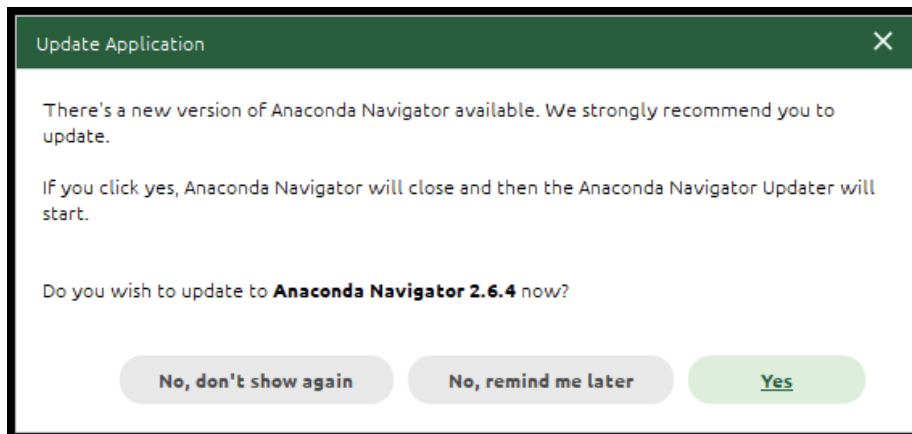 Update Application
There's a new version of Anaconda Navigator available. We strongly recommend you to
update.
If you click yes, Anaconda Navigator will close and then the Anaconda Navigator Updater will
start.
Do you wish to update to Anaconda Navigator 2.6.4 now?
No, don't show again
No, remind me later
Yes